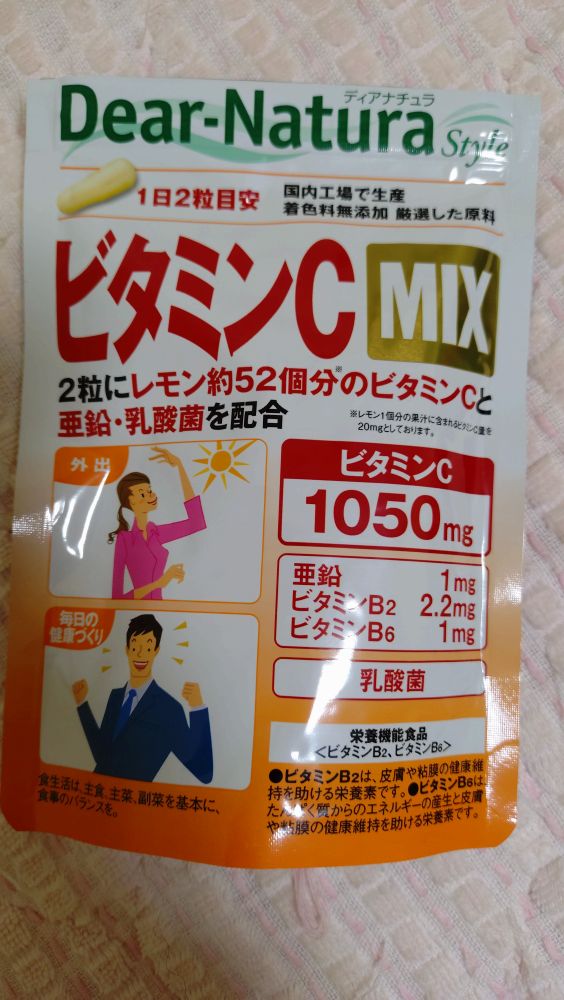 ディアナチュラ
Dear-Natura
Style
1日2粒目安
国内工場で生産
着色料無添加 厳選した原料
ビタミンC
MIX
2粒にレモン約52個分※のビタミンCと
亜鉛・乳酸菌を配合
※レモン1個分の果汁に含まれるビタミンC量を
20mgとしております。
外出
ビタミンC
1050mg
亜鉛 1mg
ビタミンB2 2.2mg
ビタミンB6 1mg
毎日の
健康づくり
乳酸菌
栄養機能食品
<ビタミンB2、ビタミンB6>
●ビタミンB2は、皮膚や粘膜の健康維
持を助ける栄養素です。●ビタミンB6は、
たんぱく質からのエネルギーの産生と皮膚
や粘膜の健康維持を助ける栄養素です。
食生活は、主食、主菜、副菜を基本に、
食事のバランスを。